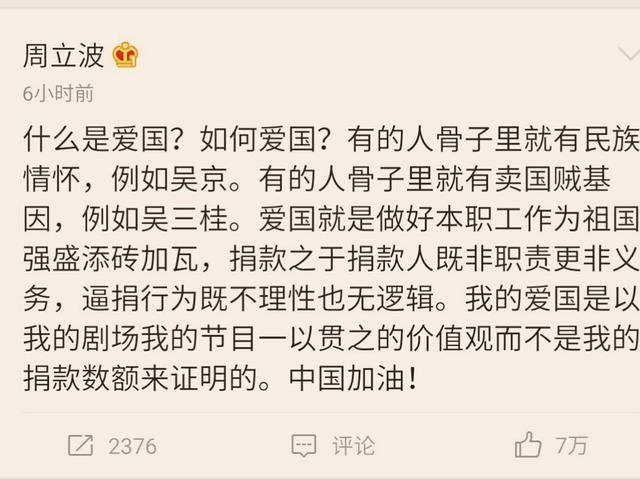 周立波
6小时前
什么是爱国？如何爱国？有的人骨子里就有民族
情怀，例如吴京。有的人骨子里就有卖国贼基
因，例如吴三桂。爱国就是做好本职工作为祖国
强盛添砖加瓦，捐款之于捐款人既非职责更非义
务，逼捐行为既不理性也无逻辑。我的爱国是以
我的剧场我的节目一以贯之的价值观而不是我的
捐款数额来证明的。中国加油！
2376 评论 7万